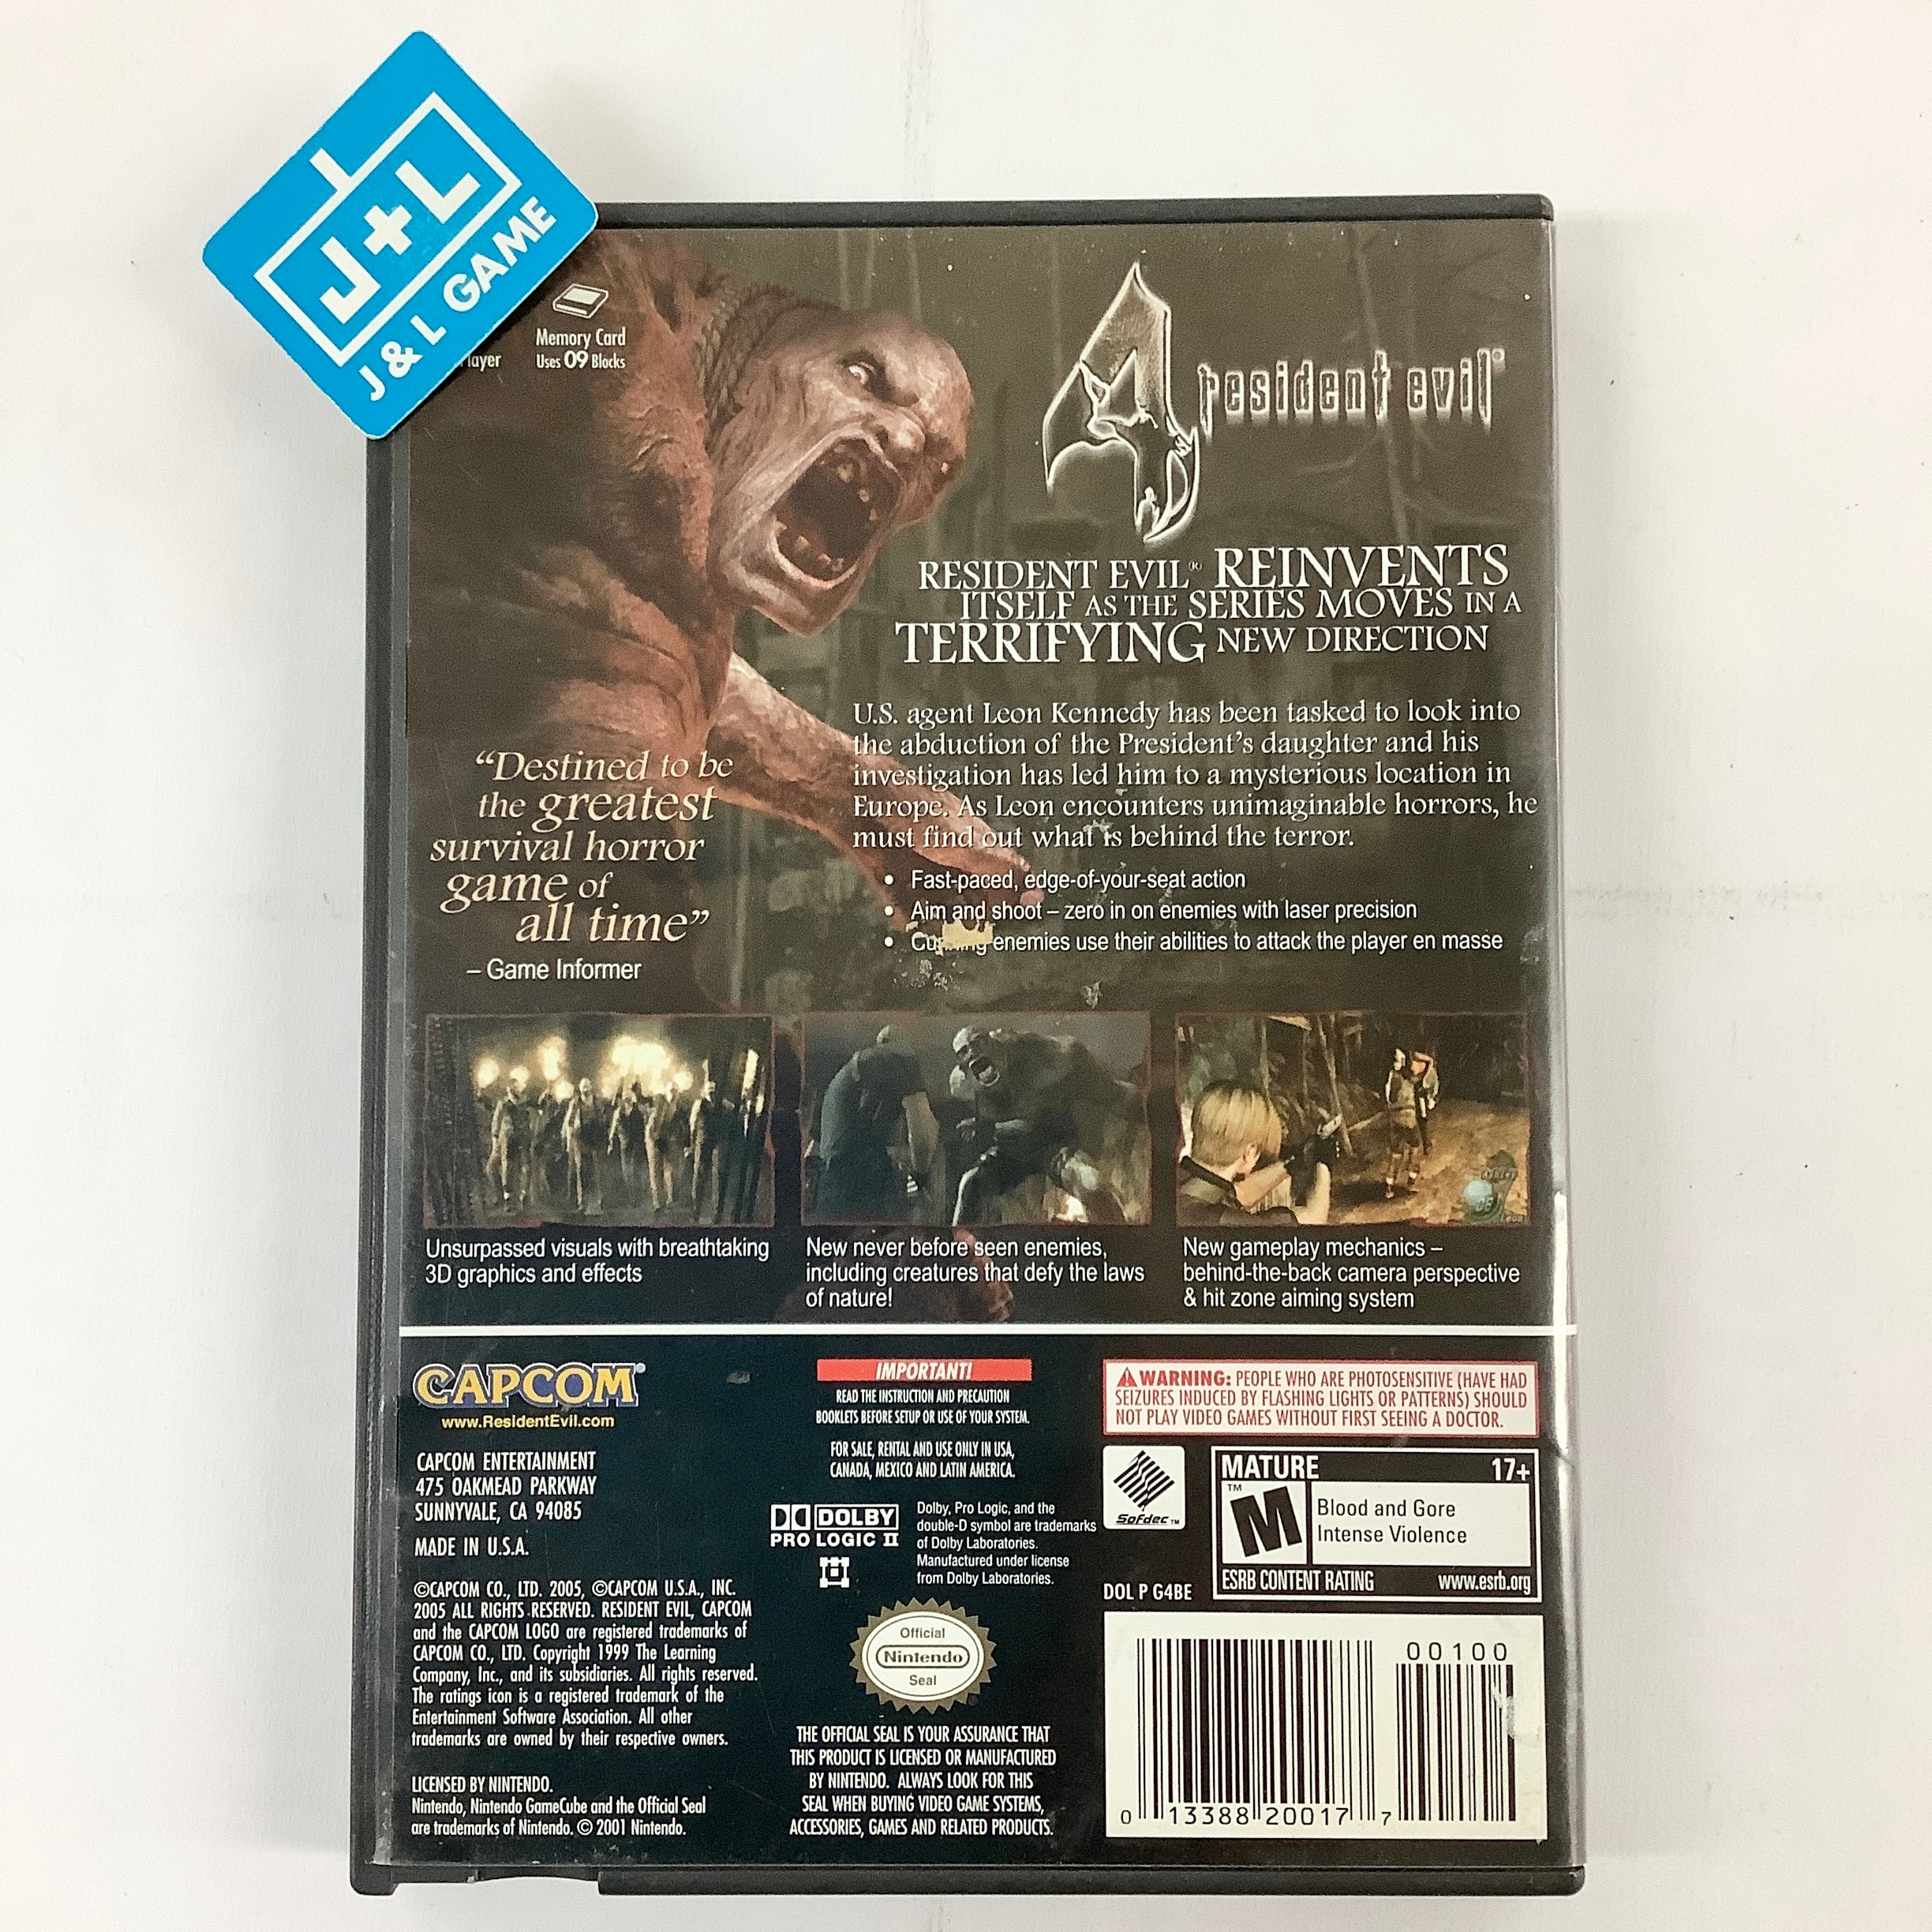 J+L
J & L GAME
Memory Card
Uses 09 Blocks
4
resident evil®
RESIDENT EVIL® REINVENTS
ITSELF AS THE SERIES MOVES IN A
TERRIFYING NEW DIRECTION
U.S. agent Leon Kennedy has been tasked to look into
the abduction of the President's daughter and his
investigation has led him to a mysterious location in
Europe. As Leon encounters unimaginable horrors, he
must find out what is behind the terror.
• Fast-paced, edge-of-your-seat action
• Aim and shoot – zero in on enemies with laser precision
• enemies use their abilities to attack the player en masse
“Destined to be
the greatest
survival horror
game of
all time”
– Game Informer
Unsurpassed visuals with breathtaking
3D graphics and effects
New never before seen enemies,
including creatures that defy the laws
of nature!
New gameplay mechanics –
behind-the-back camera perspective
& hit zone aiming system
CAPCOM®
www.ResidentEvil.com
CAPCOM ENTERTAINMENT
475 OAKMEAD PARKWAY
SUNNYVALE, CA 94085
MADE IN U.S.A.
©CAPCOM CO., LTD. 2005, ©CAPCOM U.S.A., INC.
2005 ALL RIGHTS RESERVED. RESIDENT EVIL, CAPCOM
and the CAPCOM LOGO are registered trademarks of
CAPCOM CO., LTD. Copyright 1999 The Learning
Company, Inc., and its subsidiaries. All rights reserved.
The ratings icon is a registered trademark of the
Entertainment Software Association. All other
trademarks are owned by their respective owners.
LICENSED BY NINTENDO.
Nintendo, Nintendo GameCube and the Official Seal
are trademarks of Nintendo. © 2001 Nintendo.
IMPORTANT!
READ THE INSTRUCTION AND PRECAUTION
BOOKLETS BEFORE SETUP OR USE OF YOUR SYSTEM.
FOR SALE, RENTAL AND USE ONLY IN USA,
CANADA, MEXICO AND LATIN AMERICA.
DOLBY
PRO LOGIC II
Dolby, Pro Logic, and the
double-D symbol are trademarks
of Dolby Laboratories.
Manufactured under license
from Dolby Laboratories.
Official
Nintendo
Seal
THE OFFICIAL SEAL IS YOUR ASSURANCE THAT
THIS PRODUCT IS LICENSED OR MANUFACTURED
BY NINTENDO. ALWAYS LOOK FOR THIS
SEAL WHEN BUYING VIDEO GAME SYSTEMS,
ACCESSORIES, GAMES AND RELATED PRODUCTS.
WARNING: PEOPLE WHO ARE PHOTOSENSITIVE (HAVE HAD
SEIZURES INDUCED BY FLASHING LIGHTS OR PATTERNS) SHOULD
NOT PLAY VIDEO GAMES WITHOUT FIRST SEEING A DOCTOR.
Sofdec™
MATURE 17+
M™
Blood and Gore
Intense Violence
ESRB CONTENT RATING www.esrb.org
DOL P G4BE
00100
0 13388 20017 7